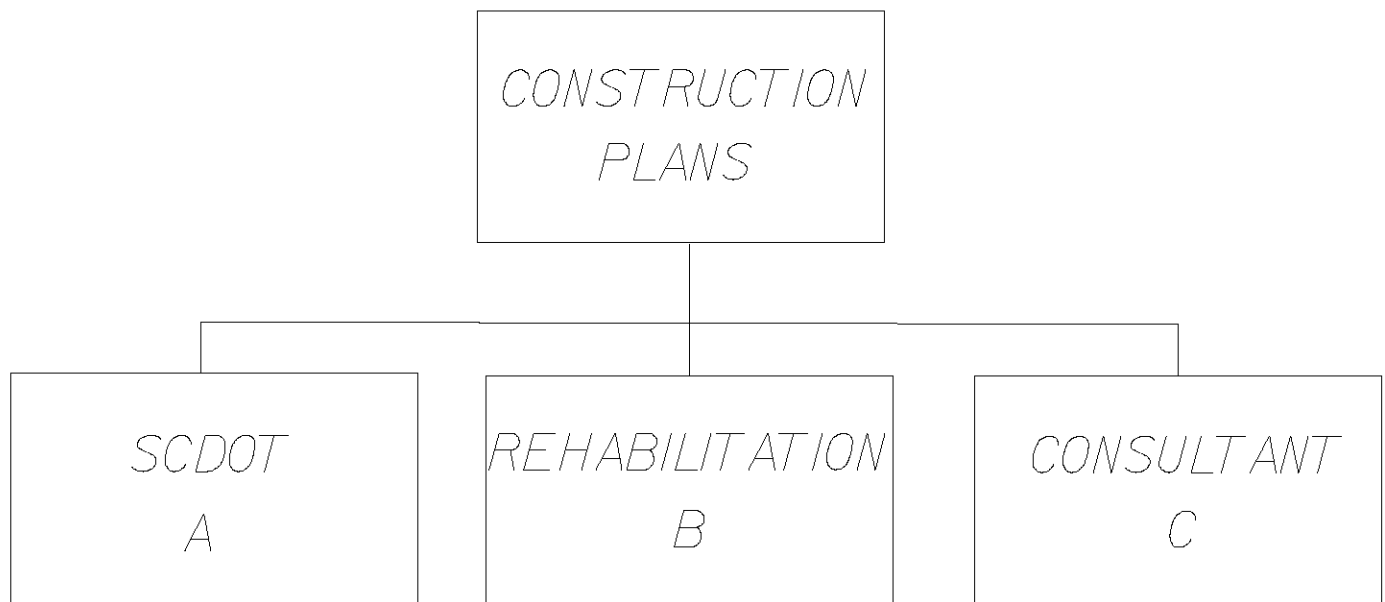 CONSTRUCTION
PLANS
SCDOT
A
REHABILITATION
B
CONSULTANT
C